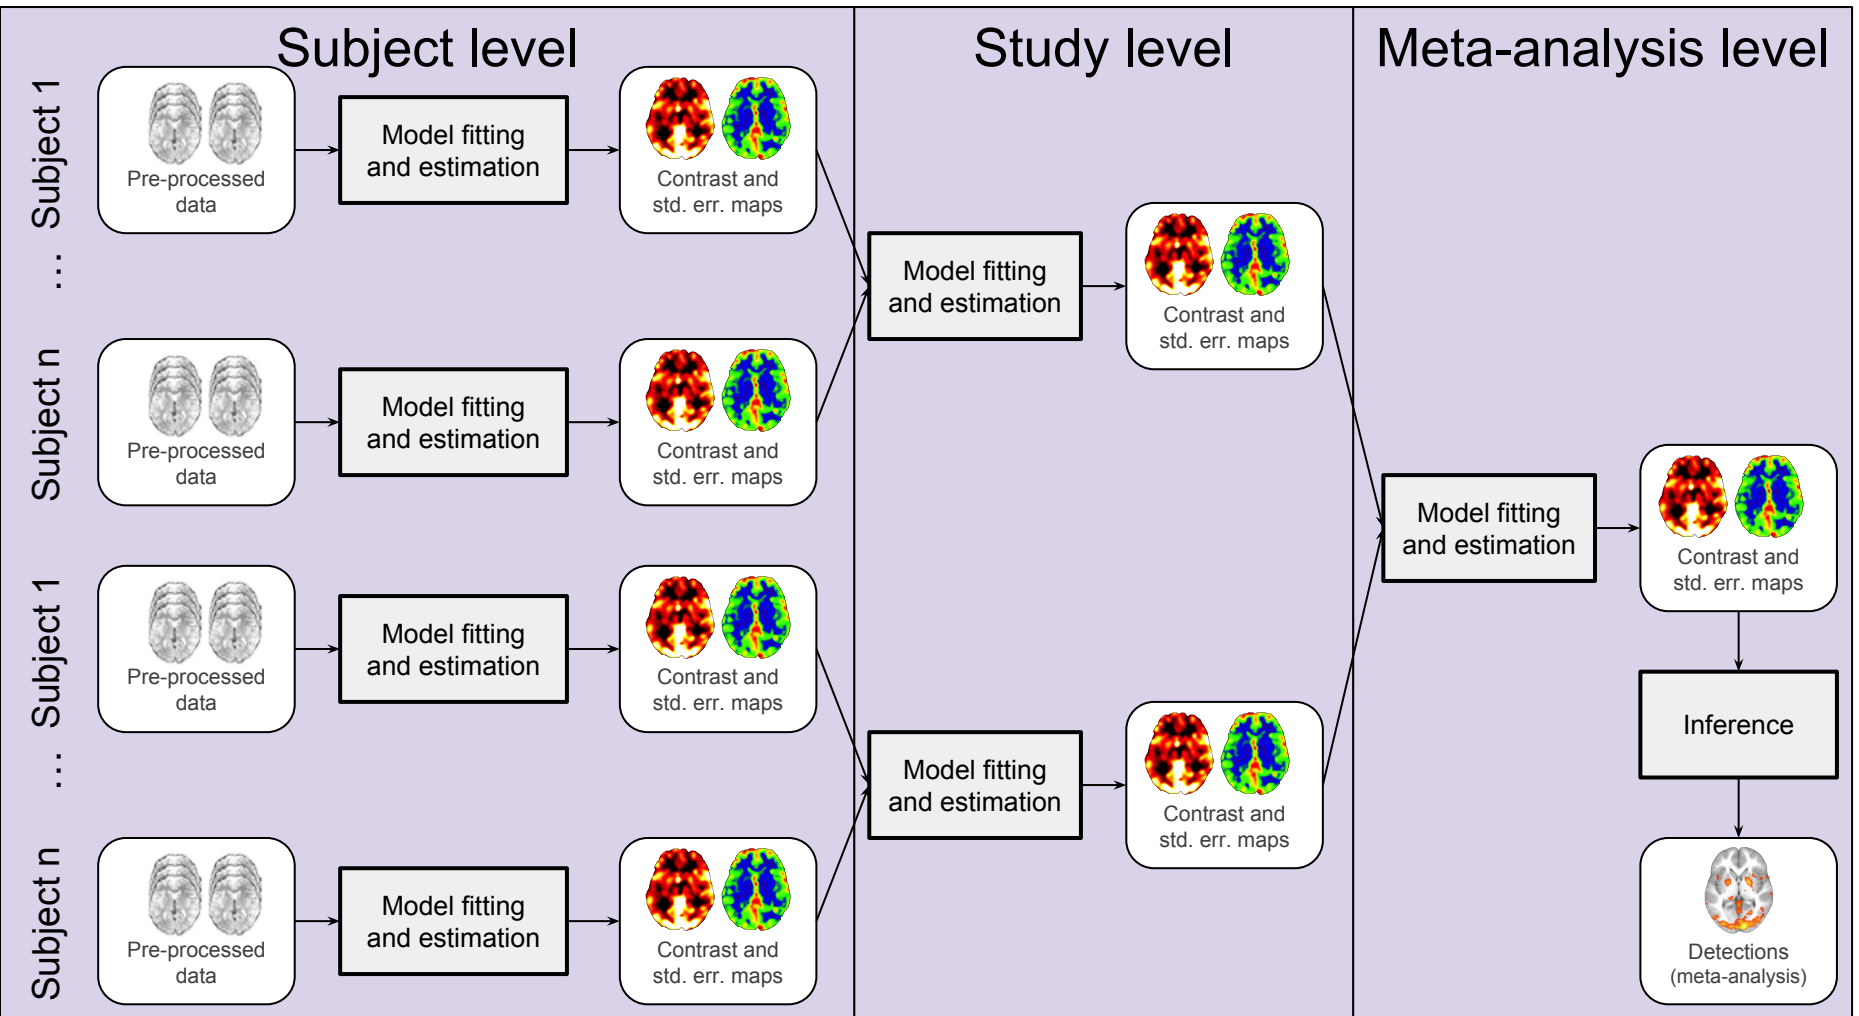 Subject level
Study level
Meta-analysis level
Subject 1
Pre-processed
data
Model fitting
and estimation
Contrast and
std. err. maps
...
Subject n
Pre-processed
data
Model fitting
and estimation
Contrast and
std. err. maps
Model fitting
and estimation
Contrast and
std. err. maps
Subject 1
Pre-processed
data
Model fitting
and estimation
Contrast and
std. err. maps
...
Subject n
Pre-processed
data
Model fitting
and estimation
Contrast and
std. err. maps
Model fitting
and estimation
Contrast and
std. err. maps
Model fitting
and estimation
Contrast and
std. err. maps
Inference
Detections
(meta-analysis)